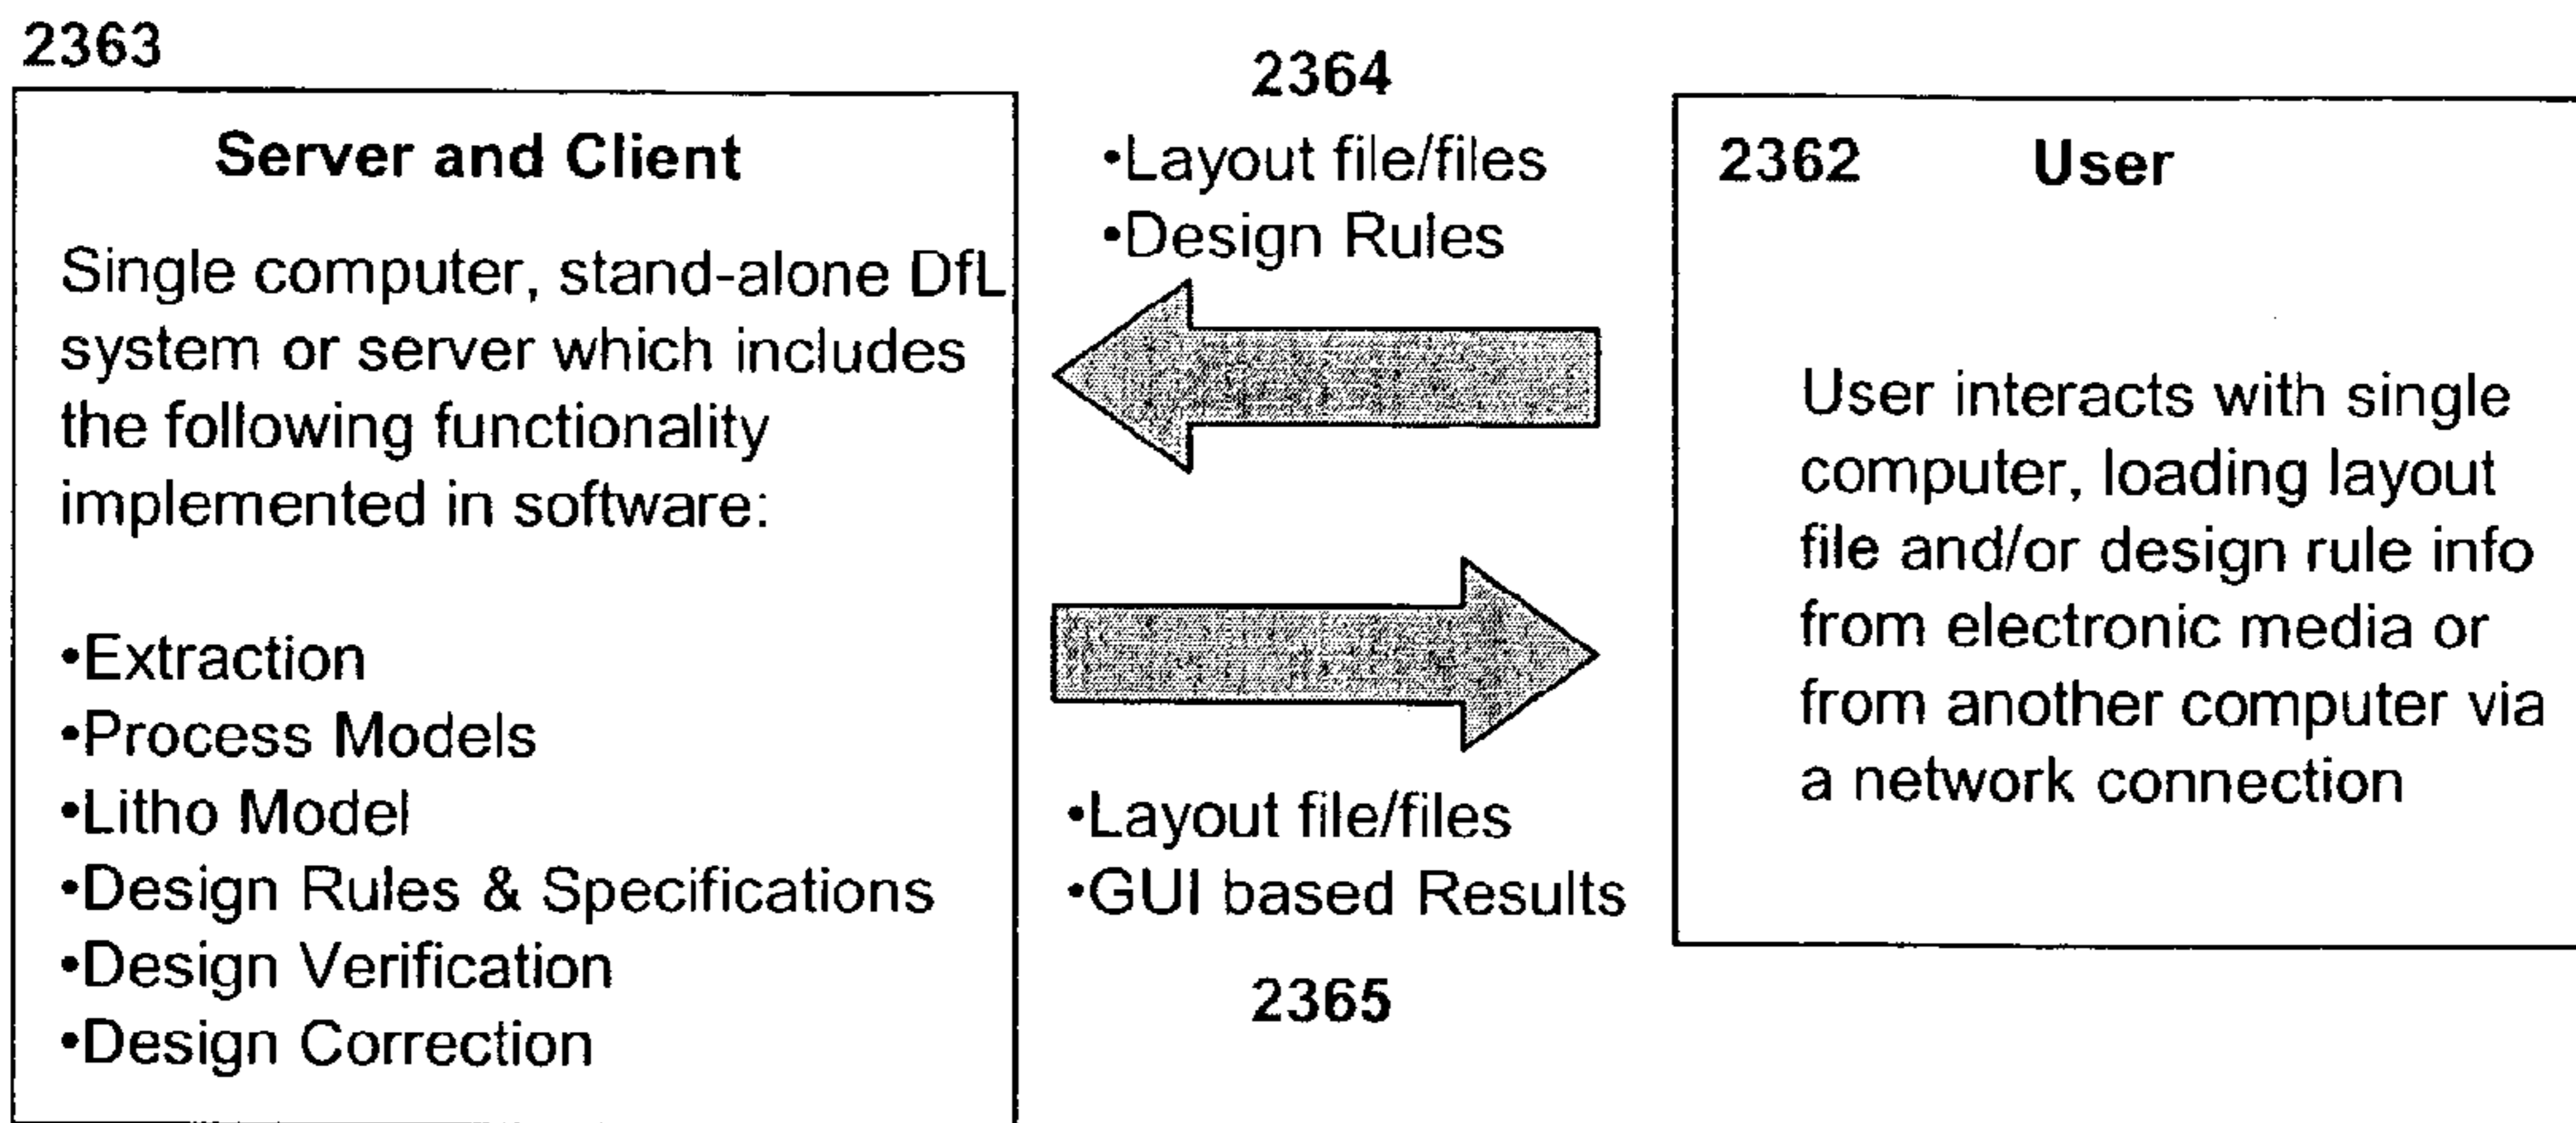 2363
Server and Client
Single computer, stand-alone DfL
system or server which includes
the following functionality
implemented in software:
•Extraction
•Process Models
•Litho Model
•Design Rules & Specifications
•Design Verification
•Design Correction
2364
•Layout file/files
•Design Rules
•Layout file/files
•GUI based Results
2365
2362 User
User interacts with single
computer, loading layout
file and/or design rule info
from electronic media or
from another computer via
a network connection